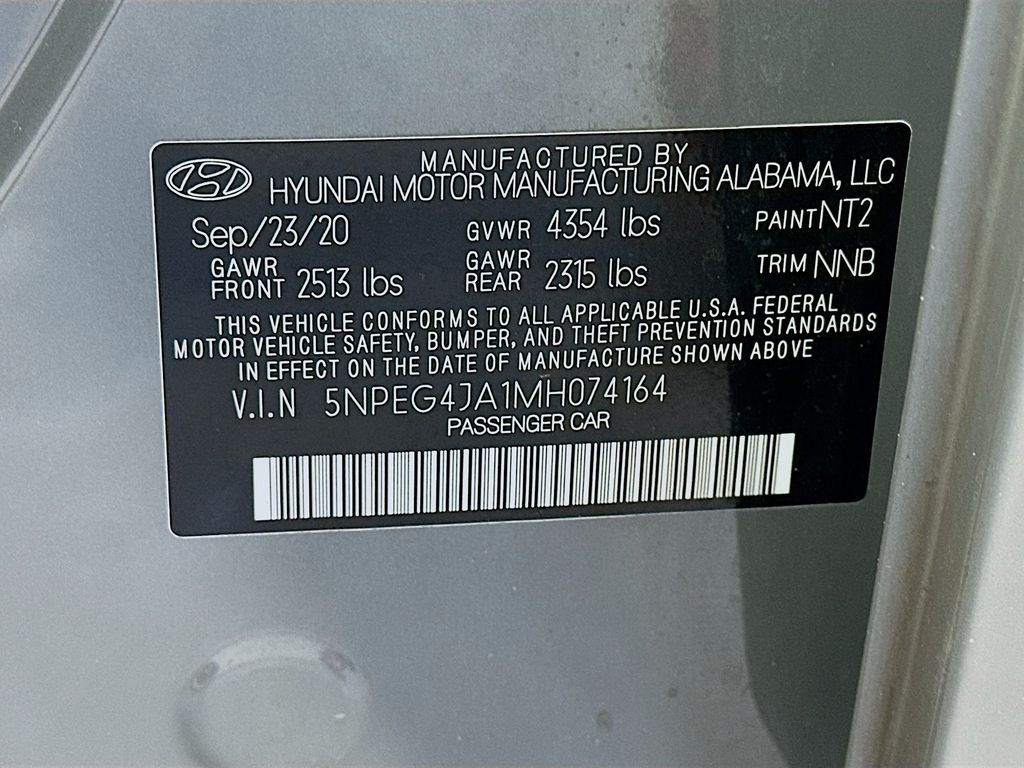 MANUFACTURED BY
HYUNDAI MOTOR MANUFACTURING ALABAMA, LLC
Sep/23/20 GVWR 4354 lbs PAINT NT2
GAWR FRONT 2513 lbs GAWR REAR 2315 lbs TRIM NNB
THIS VEHICLE CONFORMS TO ALL APPLICABLE U.S.A. FEDERAL
MOTOR VEHICLE SAFETY, BUMPER, AND THEFT PREVENTION STANDARDS
IN EFFECT ON THE DATE OF MANUFACTURE SHOWN ABOVE
V.I.N 5NPEG4JA1MH074164
PASSENGER CAR